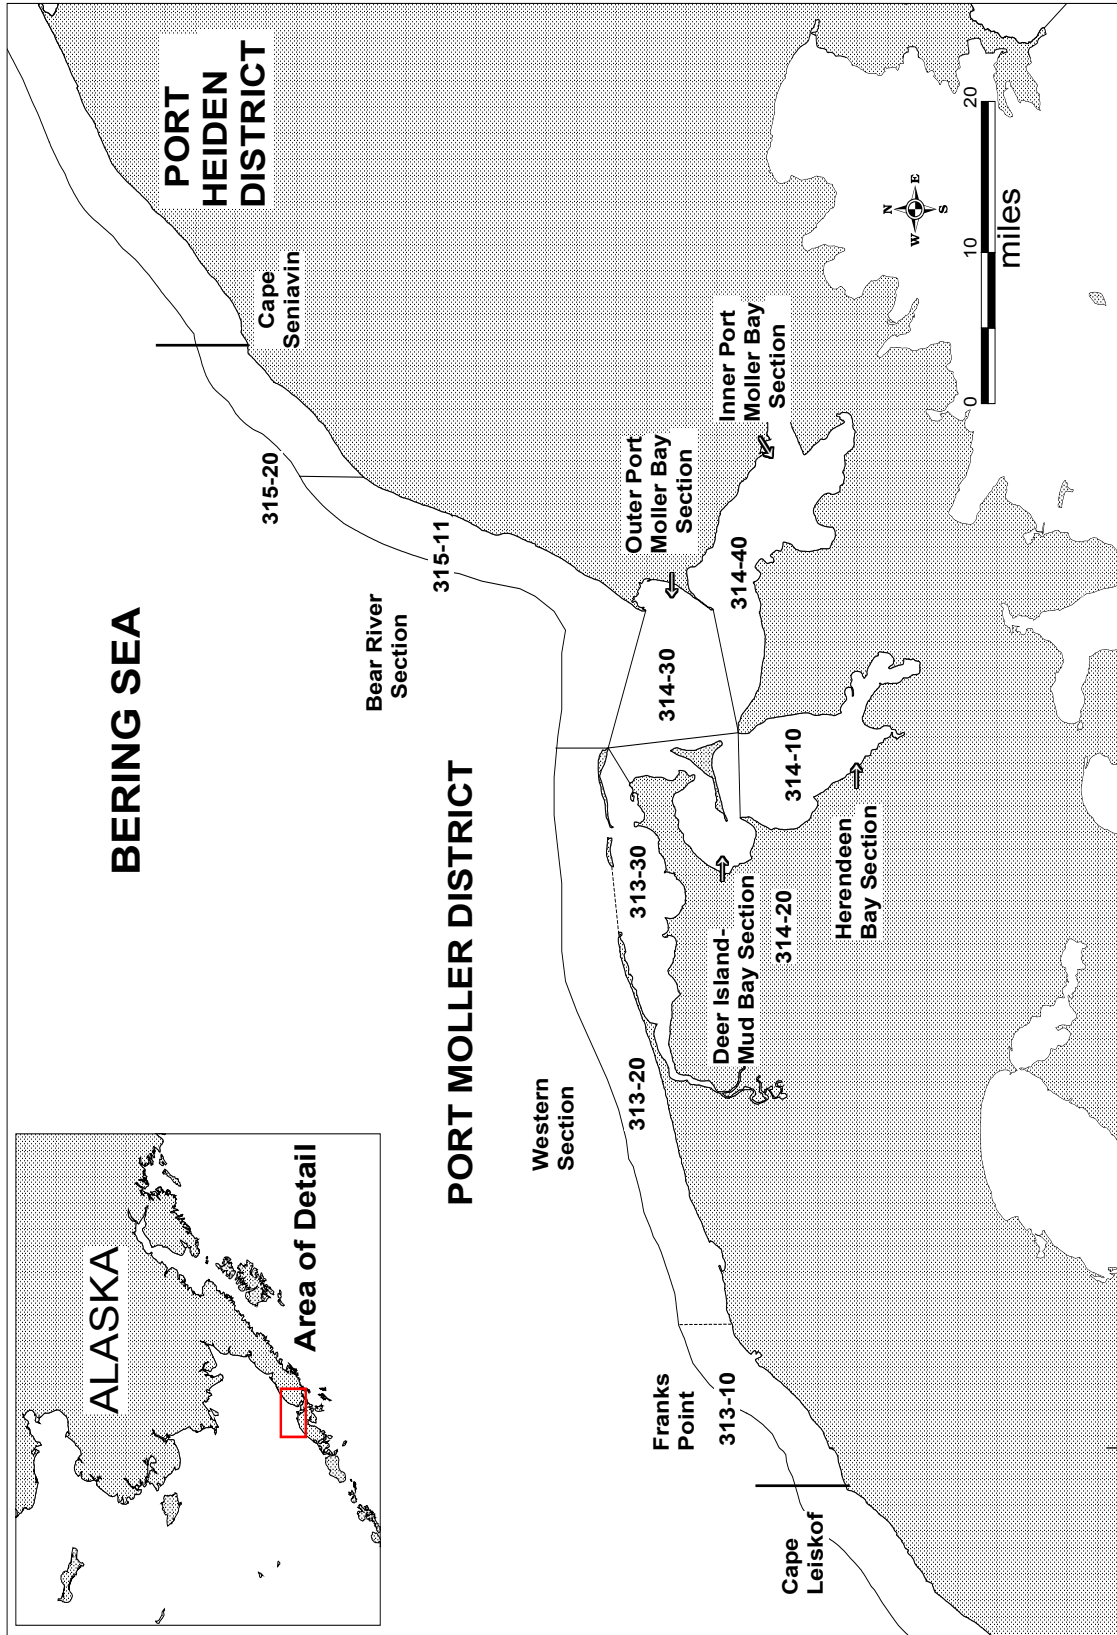 ALASKA
Area of Detail
BERING SEA
PORT
HEIDEN
DISTRICT
Cape
Seniavin
315-20
315-11
Bear River
Section
PORT MOLLER DISTRICT
Western
Section
Outer Port
Moller Bay
Section
Inner Port
Moller Bay
Section
314-40
314-30
314-10
313-30
Deer Island-
Mud Bay Section
314-20
Herendeen
Bay Section
313-20
Franks
Point
313-10
Cape
Leiskof
N
W
E
S
0
10
20
miles